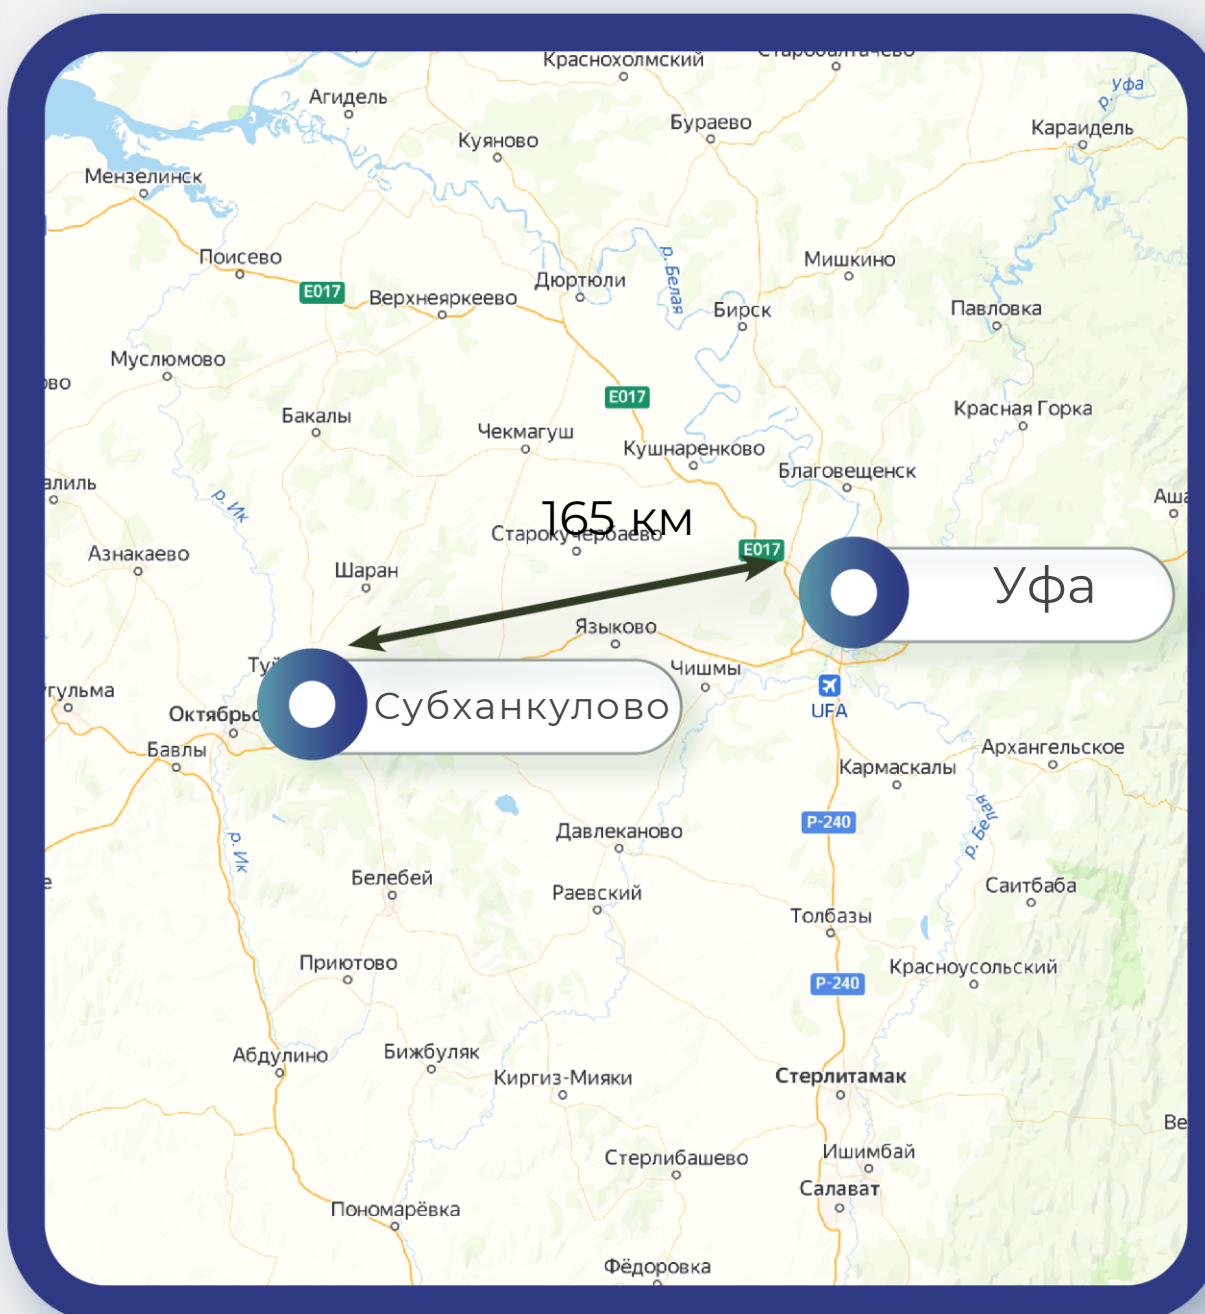 Краснохолмский
Агидель
р. Уфа
Бураево
Караидель
Куяново
Мензелинск
Поисево
Мишкино
Дюртюли
р. Белая
E017
Верхнеяркеево
Бирск
Павловка
Муслюмово
E017
Бакалы
Красная Горка
Чекмагуш
Кушнаренково
Благовещенск
р. Ик
165 км
Старокучербаево
E017
Азнакаево
Шаран
Уфа
Языково
Чишмы
Субханкулово
UFA
Бавлы
Архангельское
Кармаскалы
P-240
р. Белая
Давлеканово
р. Ик
Белебей
Раевский
Саитбаба
Толбазы
Приютово
Красноусольский
P-240
Абдулино
Бижбуляк
Киргиз-Мияки
Стерлитамак
Стерлибашево
Ишимбай
Салават
Пономарёвка
Фёдоровка